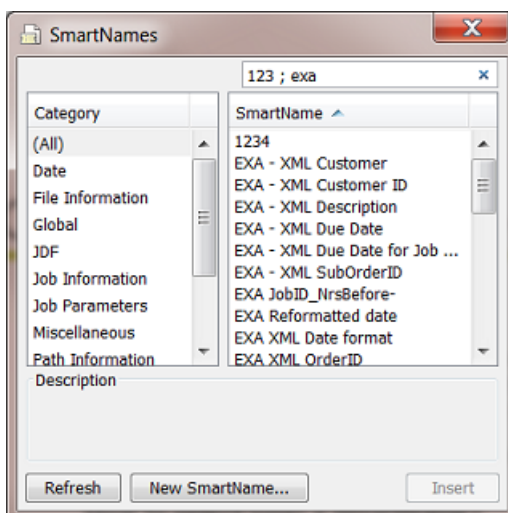 SmartNames
123 ; exa
Category
(All)
Date
File Information
Global
JDF
Job Information
Job Parameters
Miscellaneous
Path Information
SmartName
1234
EXA - XML Customer
EXA - XML Customer ID
EXA - XML Description
EXA - XML Due Date
EXA - XML Due Date for Job ...
EXA - XML SubOrderID
EXA JobID_NrsBefore-
EXA Reformatted date
EXA XML Date format
EXA XML OrderID
Description
Refresh
New SmartName...
Insert